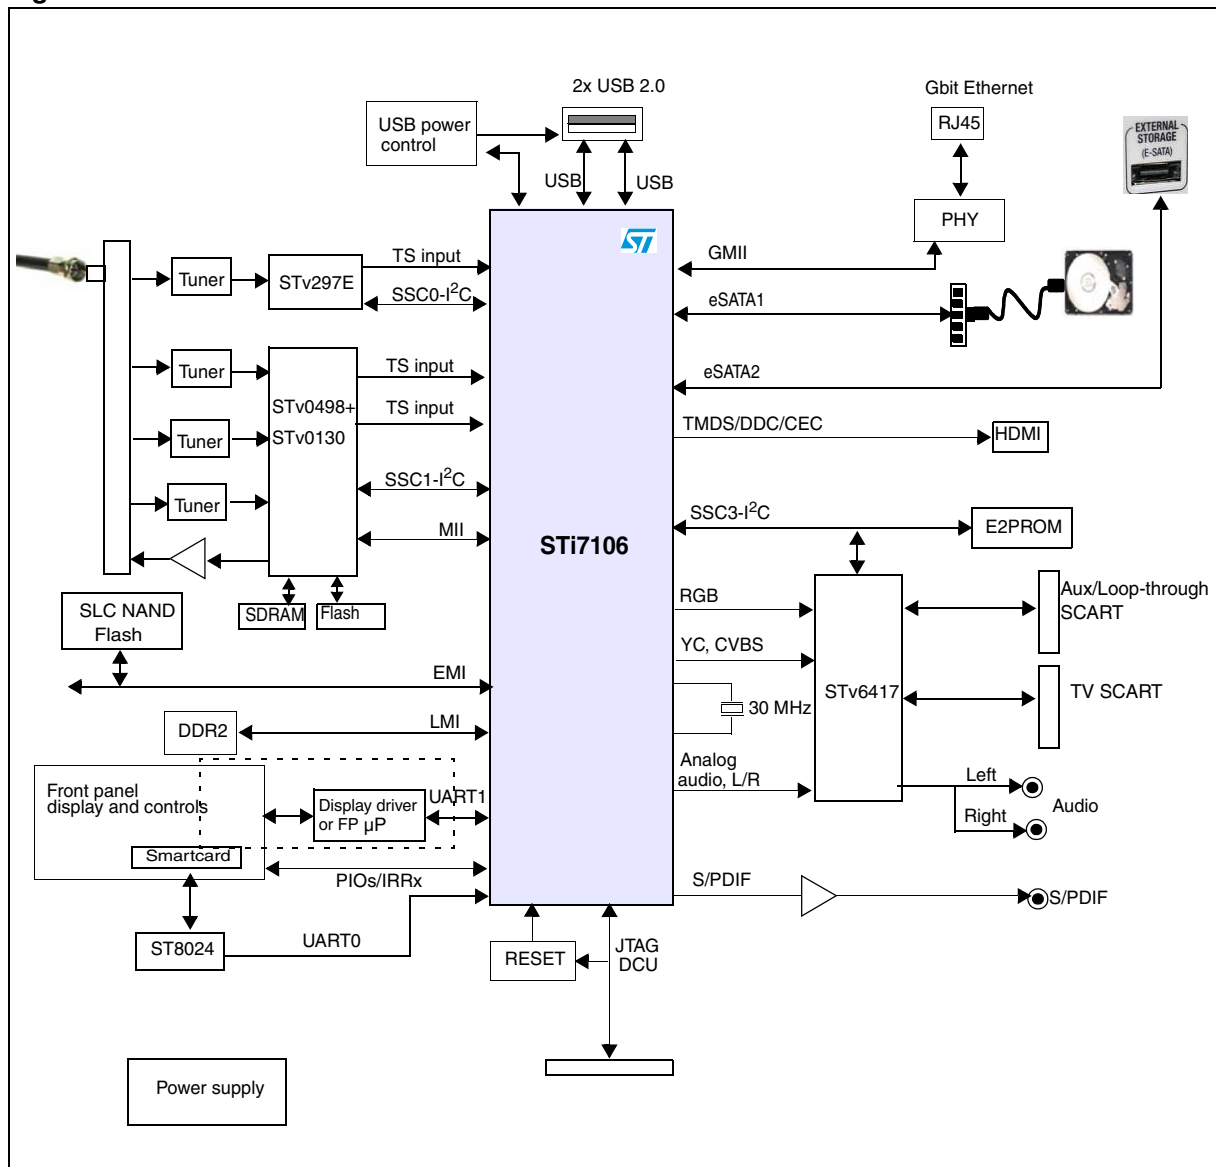 2x USB 2.0
Gbit Ethernet
USB power
control
RJ45
EXTERNAL
STORAGE
(E-SATA)
USB
USB
PHY
ST
TS input
GMII
Tuner
STv297E
SSC0-I²C
eSATA1
Tuner
TS input
eSATA2
STv0498+
STv0130
TS input
TMDS/DDC/CEC
HDMI
Tuner
SSC1-I²C
Tuner
SSC3-I²C
MII
STi7106
E2PROM
SDRAM
Flash
SLC NAND
Flash
RGB
Aux/Loop-through
SCART
YC, CVBS
EMI
STv6417
TV SCART
30 MHz
DDR2
LMI
Analog
audio, L/R
Left
Front panel
display and controls
Display driver
or FP µP
UART1
Audio
Right
Smartcard
PIOs/IRRx
S/PDIF
S/PDIF
ST8024
UART0
RESET
JTAG
DCU
Power supply